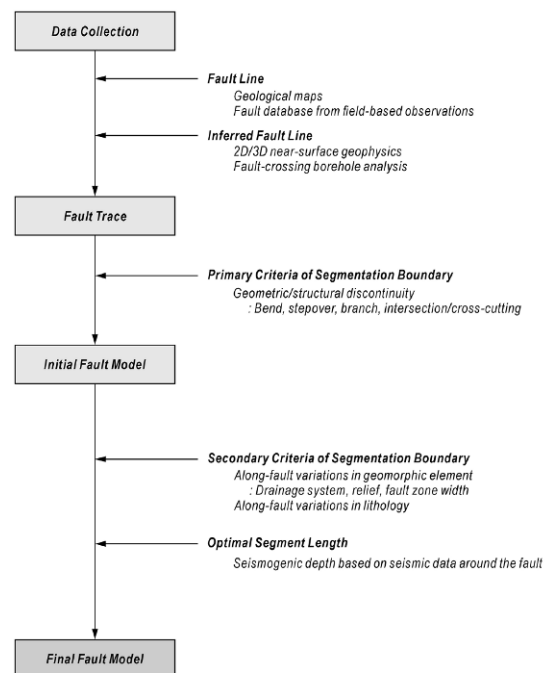 Data Collection
Fault Line
Geological maps
Fault database from field-based observations
Inferred Fault Line
2D/3D near-surface geophysics
Fault-crossing borehole analysis
Fault Trace
Primary Criteria of Segmentation Boundary
Geometric/structural discontinuity
: Bend, stepover, branch, intersection/cross-cutting
Initial Fault Model
Secondary Criteria of Segmentation Boundary
Along-fault variations in geomorphic element
: Drainage system, relief, fault zone width
Along-fault variations in lithology
Optimal Segment Length
Seismogenic depth based on seismic data around the fault
Final Fault Model